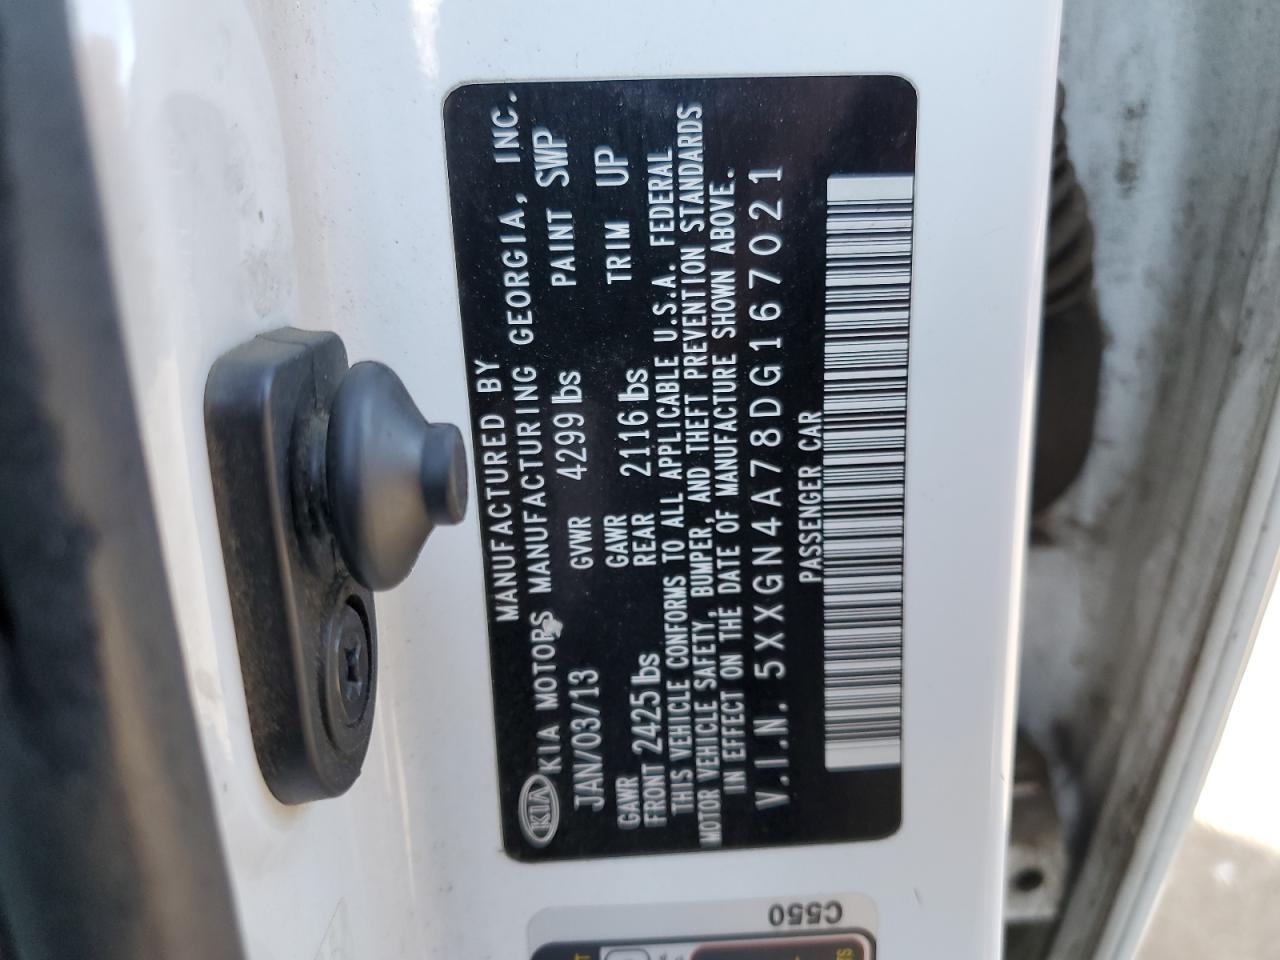 MANUFACTURED BY
KIA KIA MOTORS MANUFACTURING GEORGIA, INC.
JAN/03/13 GVWR 4299 lbs PAINT SWP
GAWR FRONT 2425 lbs GAWR REAR 2116 lbs TRIM UP
THIS VEHICLE CONFORMS TO ALL APPLICABLE U.S.A. FEDERAL
MOTOR VEHICLE SAFETY, BUMPER, AND THEFT PREVENTION STANDARDS
IN EFFECT ON THE DATE OF MANUFACTURE SHOWN ABOVE.
V.I.N. 5XXGN4A78DG167021
PASSENGER CAR
C550